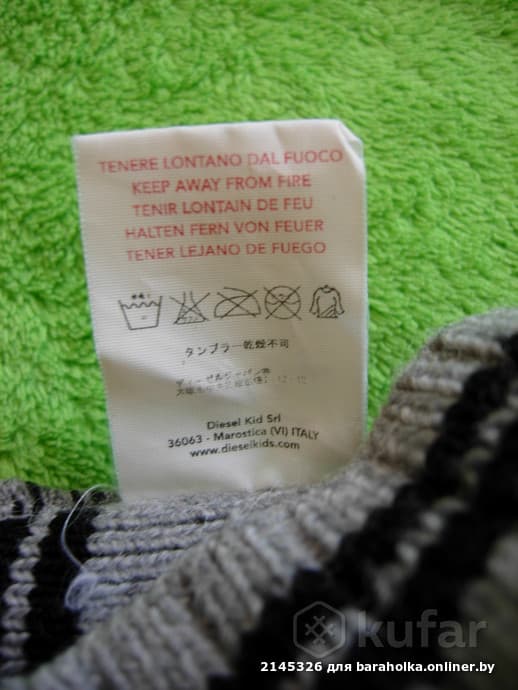 TENERE LONTANO DAL FUOCO
KEEP AWAY FROM FIRE
TENIR LONTAIN DE FEU
HALTEN FERN VON FEUER
TENER LEJANO DE FUEGO
タンブラー乾燥不可
Diesel Kid Srl
36063 - Marostica (VI) ITALY
www.dieselkids.com
kufar
2145326 для baraholka.onliner.by